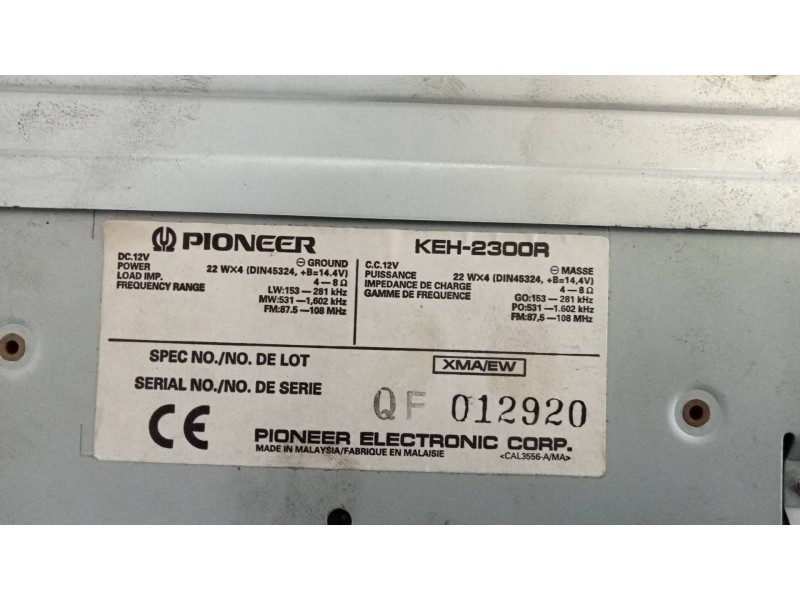 PIONEER KEH-2300R
DC.12V ⊖ GROUND
POWER 22 W×4 (DIN45324, +B=14.4V)
LOAD IMP. 4—8Ω
FREQUENCY RANGE LW:153—281 kHz
MW:531—1,602 kHz
FM:87.5—108 MHz
C.C.12V ⊖ MASSE
PUISSANCE 22 W×4 (DIN45324, +B=14,4V)
IMPEDANCE DE CHARGE 4—8Ω
GAMME DE FREQUENCE GO:153—281 kHz
PO:531—1.602 kHz
FM:87,5—108 MHz
SPEC NO./NO. DE LOT XMA/EW
SERIAL NO./NO. DE SERIE QF 012920
CE PIONEER ELECTRONIC CORP.
MADE IN MALAYSIA/FABRIQUE EN MALAISIE <CAL3556-A/MA>